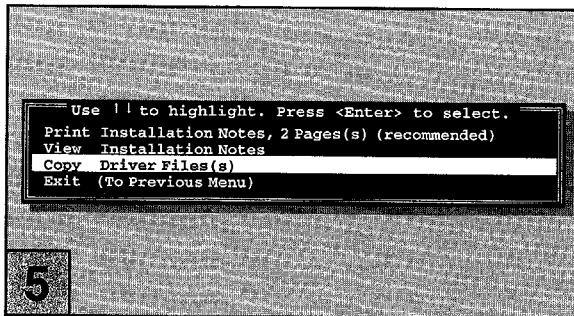 Use ↑↓ to highlight. Press <Enter> to select.
Print Installation Notes, 2 Pages(s) (recommended)
View Installation Notes
Copy Driver Files(s)
Exit (To Previous Menu)
5